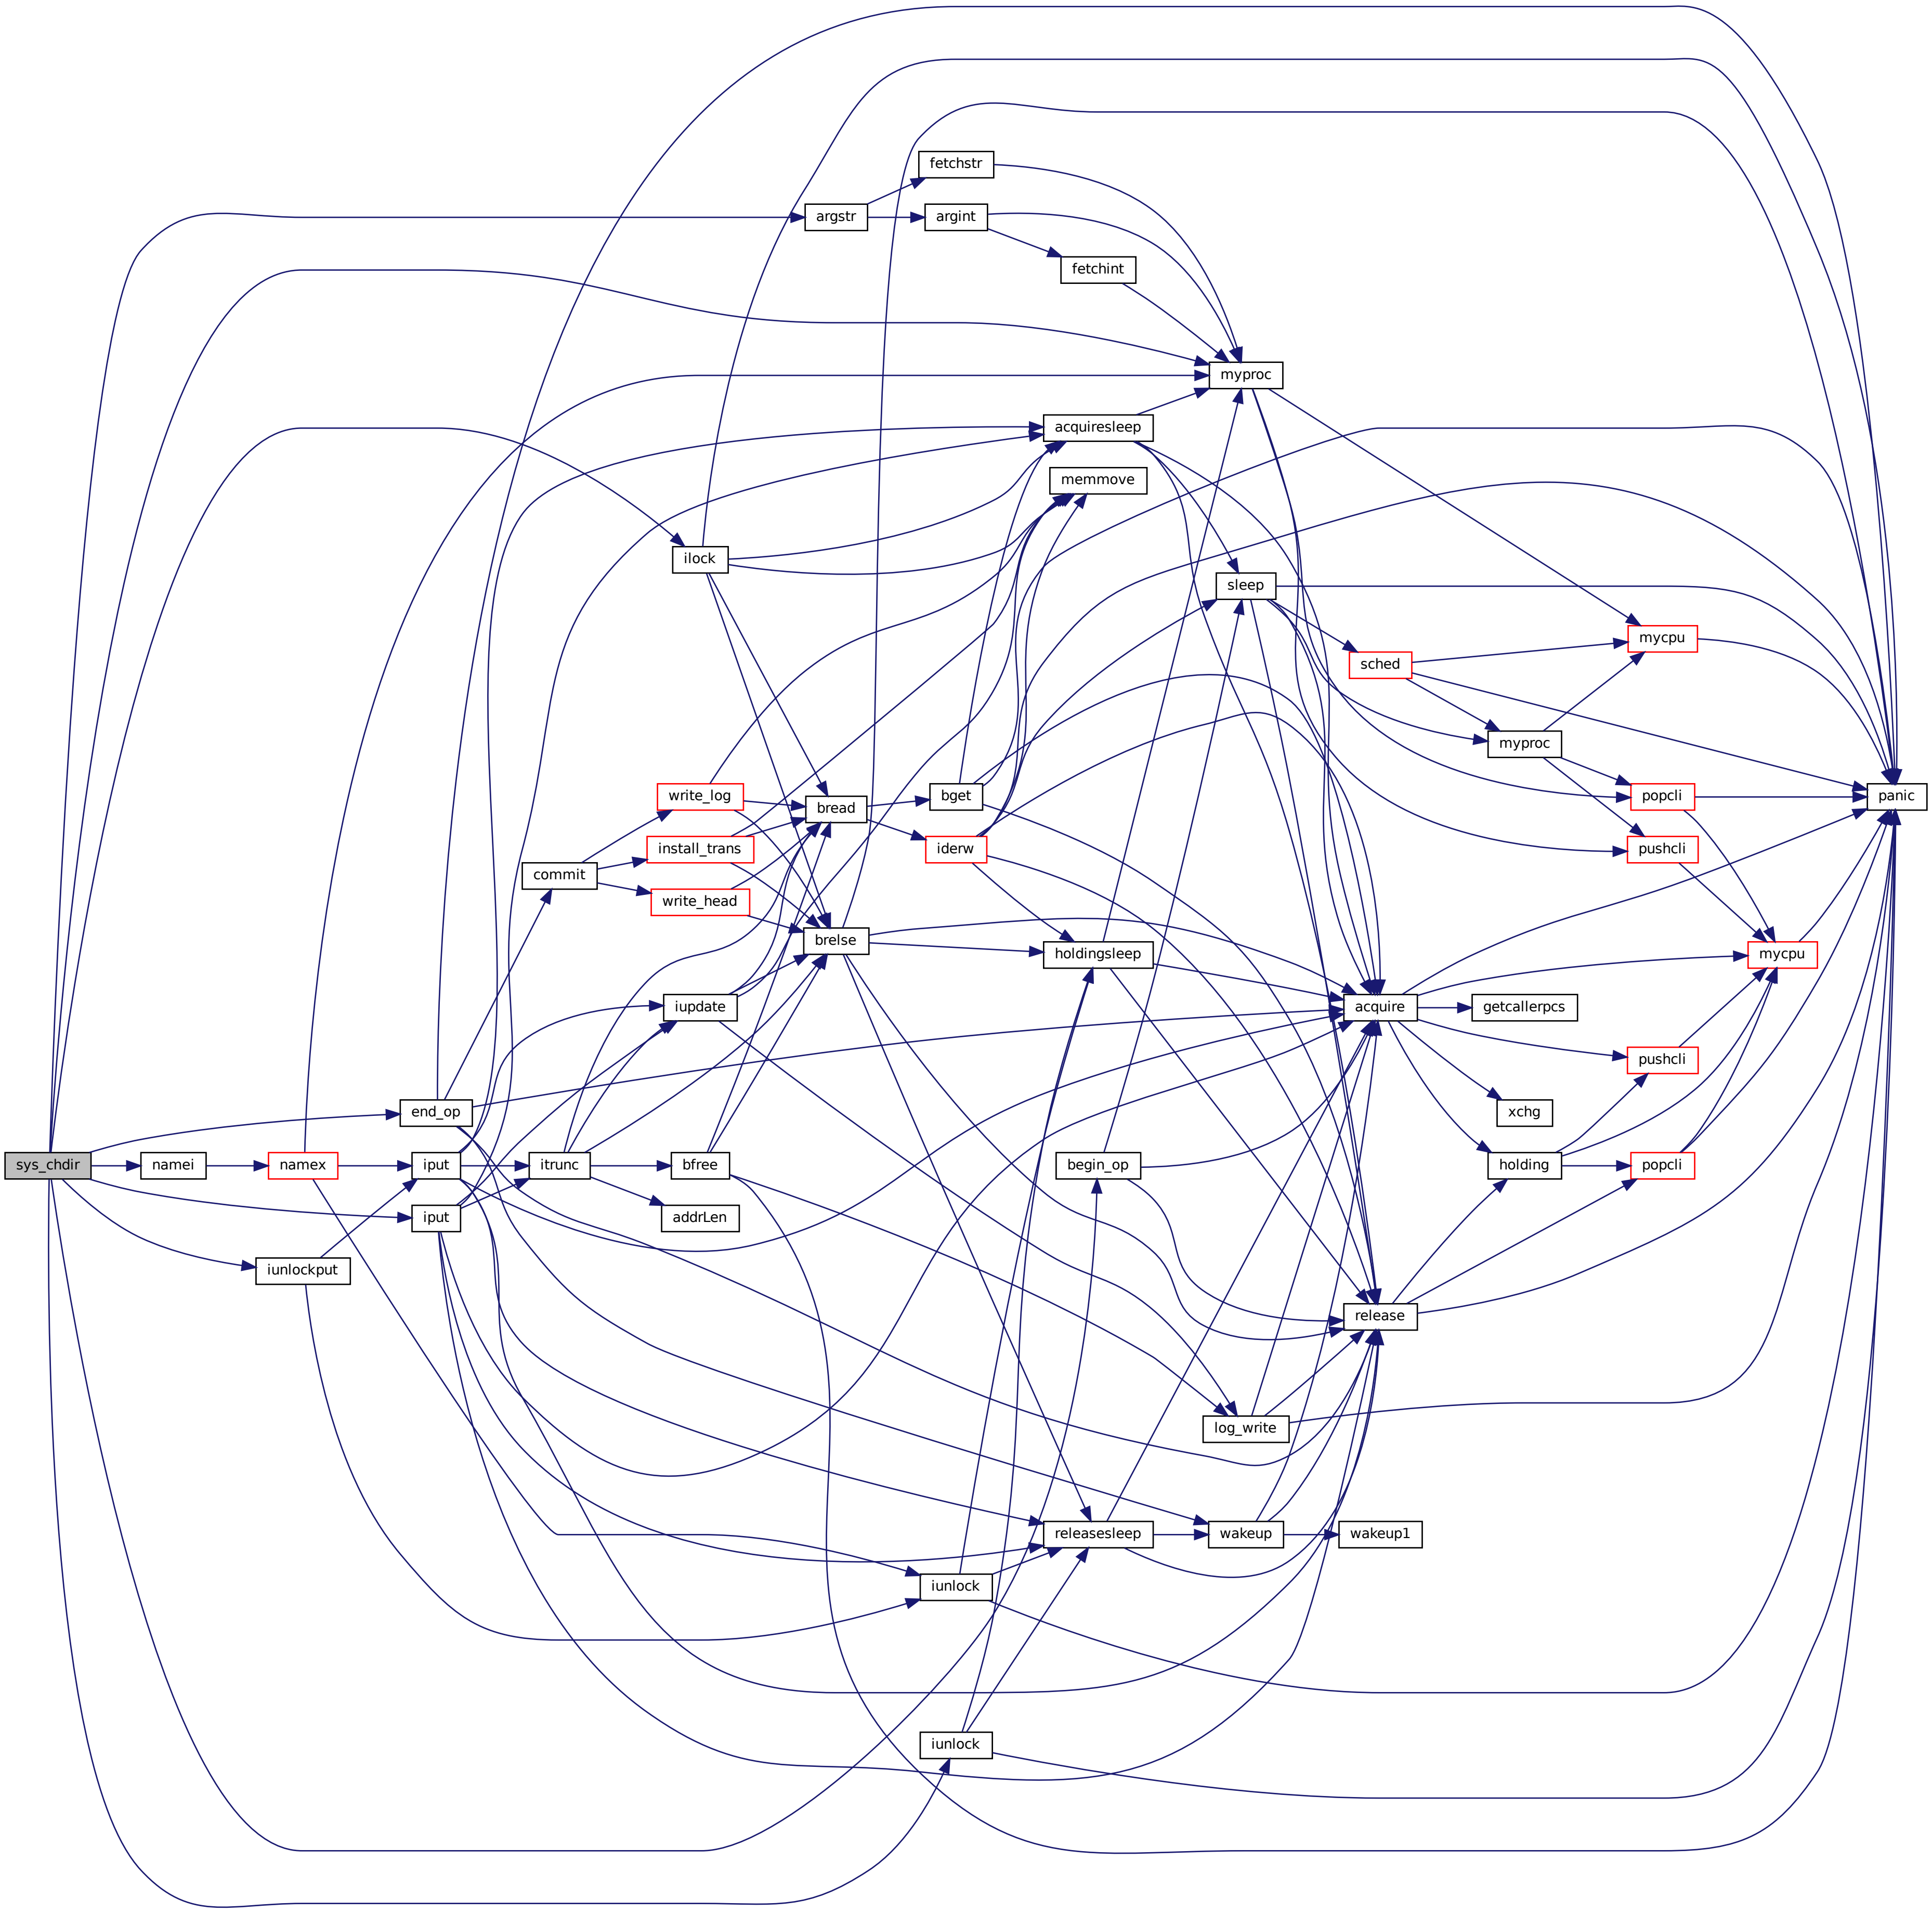 fetchstr
argstr
argint
fetchint
myproc
acquiresleep
memmove
ilock
sleep
mycpu
sched
myproc
write_log
bread
bget
popcli
panic
install_trans
iderw
pushcli
commit
write_head
brelse
holdingsleep
mycpu
iupdate
acquire
getcallerpcs
pushcli
end_op
xchg
sys_chdir
namei
namex
iput
itrunc
bfree
begin_op
holding
popcli
iput
addrLen
iunlockput
release
log_write
releasesleep
wakeup
wakeup1
iunlock
iunlock